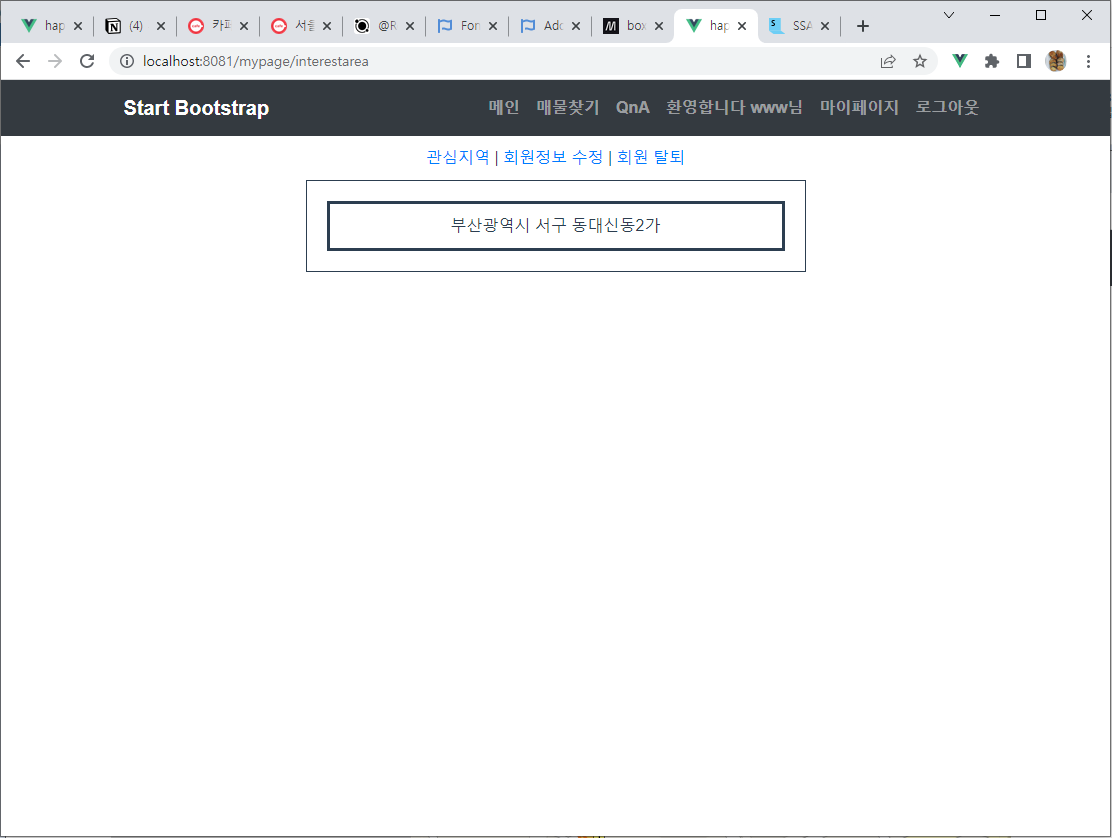 hap
(4)
카페
서울
@R
For
Add
box
hap
SSA
localhost:8081/mypage/interestarea
Start Bootstrap 메인 매물찾기 QnA 환영합니다 www님 마이페이지 로그아웃
관심지역 | 회원정보 수정 | 회원 탈퇴
부산광역시 서구 동대신동2가